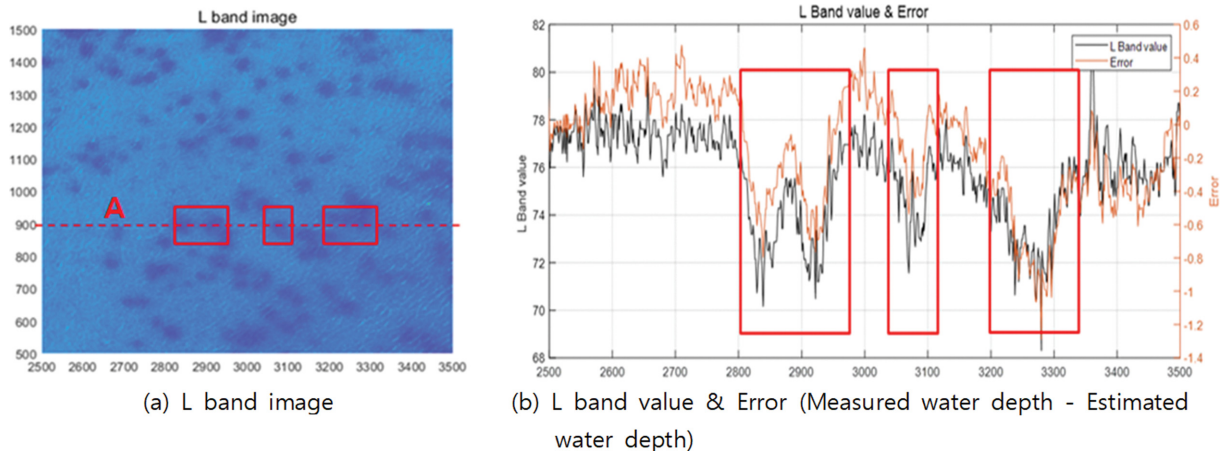 L band image
1500
1400
1300
1200
1100
1000
900
800
700
600
500
2500 2600 2700 2800 2900 3000 3100 3200 3300 3400 3500
A
(a) L band image
L Band value & Error
L Band value
Error
82
80
78
76
74
72
70
68
L Band value
0.6
0.4
0.2
0
-0.2
-0.4
-0.6
-0.8
-1
-1.2
-1.4
Error
2500 2600 2700 2800 2900 3000 3100 3200 3300 3400 3500
(b) L band value & Error (Measured water depth - Estimated
water depth)